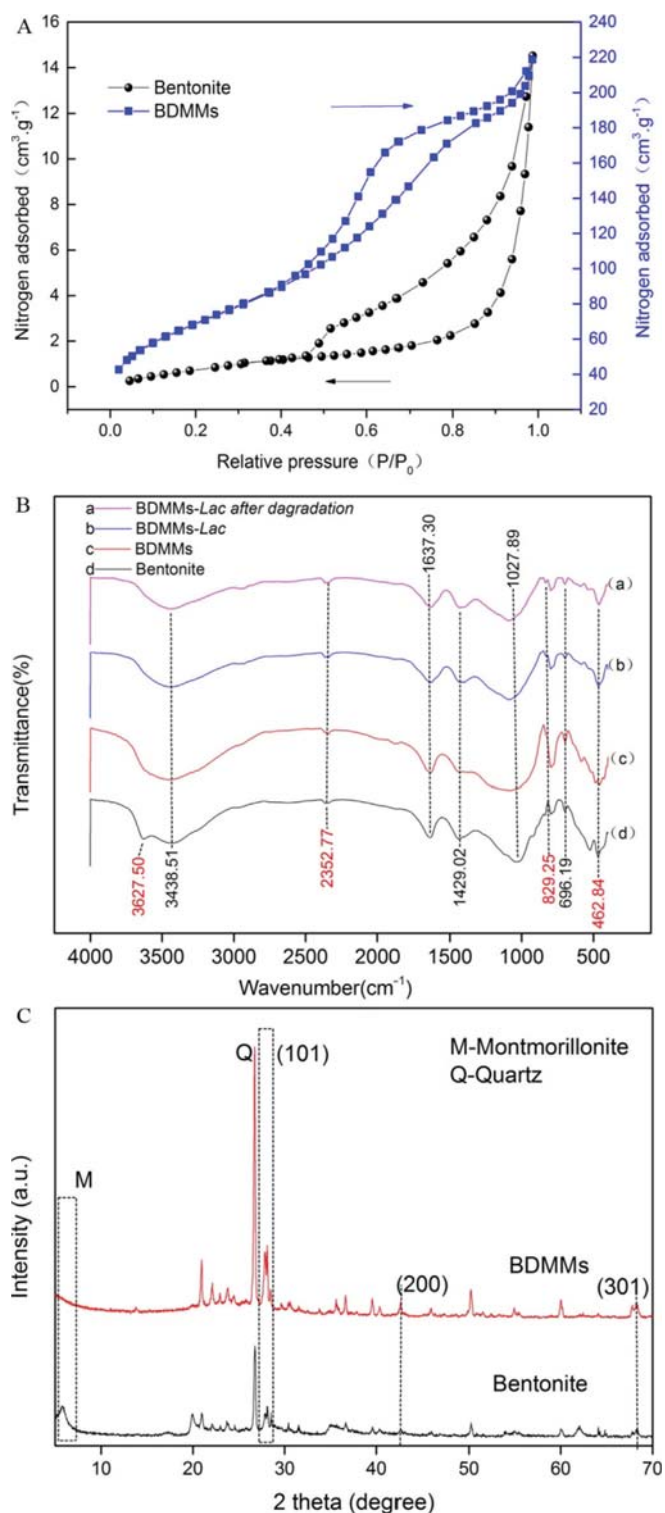 A
Bentonite
BDMMs
Nitrogen adsorbed (cm³·g⁻¹)
16
14
12
10
8
6
4
2
0
Nitrogen adsorbed (cm³·g⁻¹)
220
200
180
160
140
120
100
80
60
40
20
0.0 0.2 0.4 0.6 0.8 1.0
Relative pressure (P/P₀)
B
a BDMMs-Lac after dagradation
b BDMMs-Lac
c BDMMs
d Bentonite
1637.30
1027.89
(a)
(b)
(c)
(d)
Transmittance(%)
3627.50
3438.51
2352.77
1429.02
829.25
696.19
462.84
4000 3500 3000 2500 2000 1500 1000 500
Wavenumber(cm⁻¹)
C
Q (101)
M-Montmorillonite
Q-Quartz
M
Intensity (a.u.)
BDMMs
(200)
(301)
Bentonite
10 20 30 40 50 60 70
2 theta (degree)